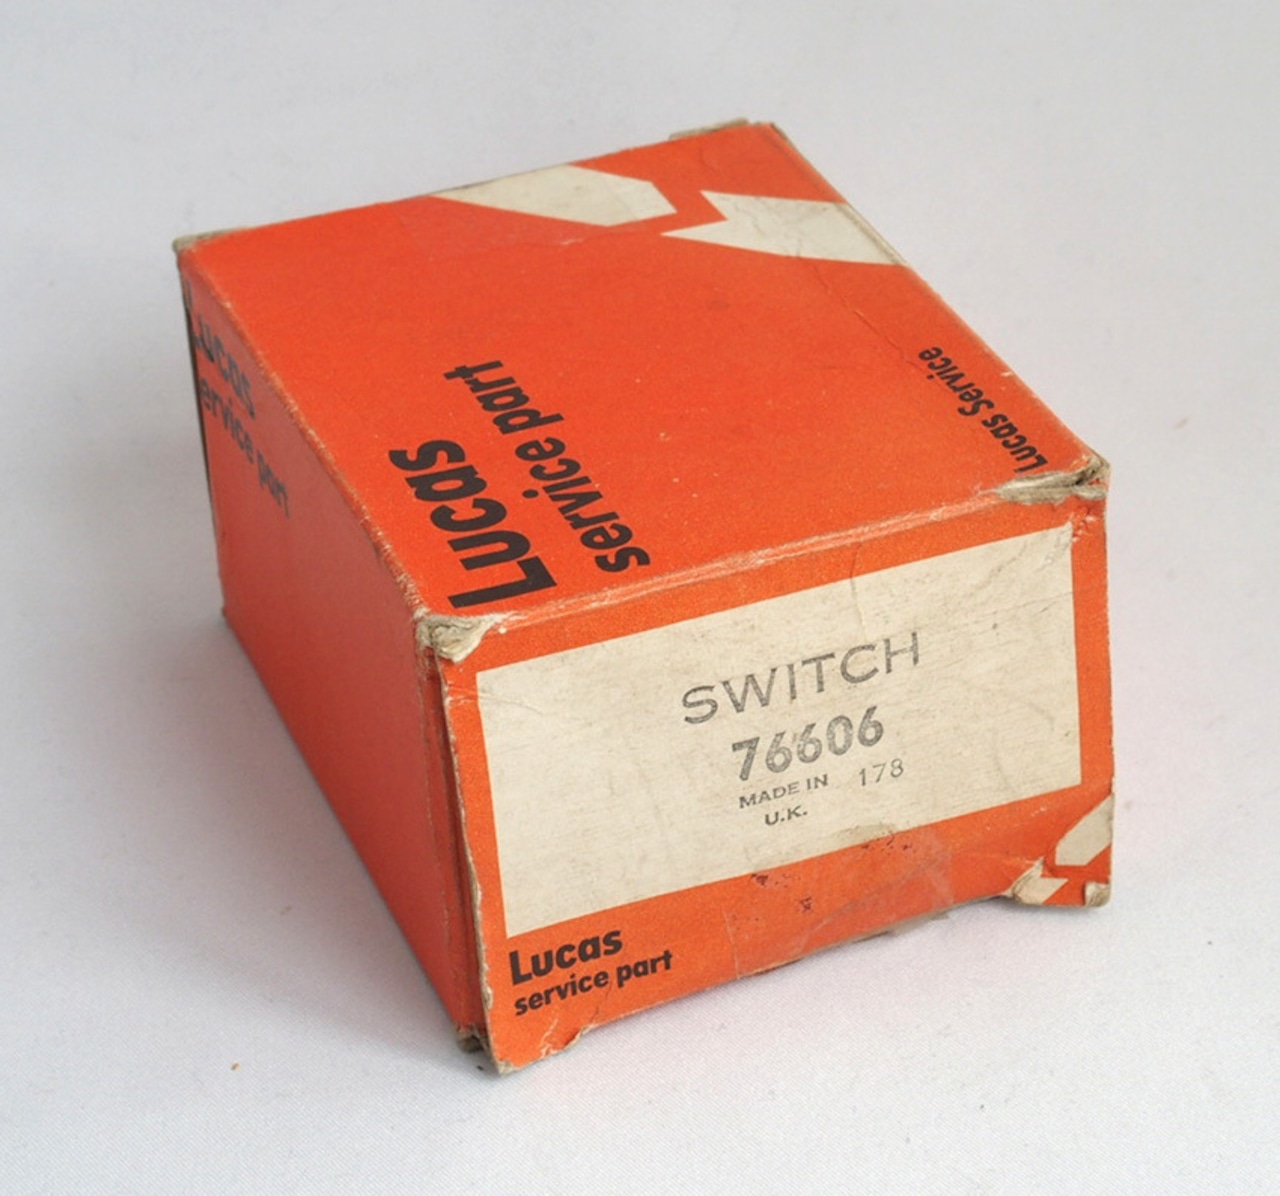 Lucas
service part
Lucas Service
Lucas
service part
SWITCH
76606
MADE IN 178
U.K.
Lucas
service part